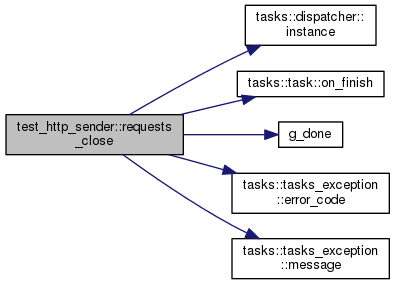 tasks::dispatcher::
instance
tasks::task::on_finish
test_http_sender::requests
_close
g_done
tasks::tasks_exception
::error_code
tasks::tasks_exception
::message